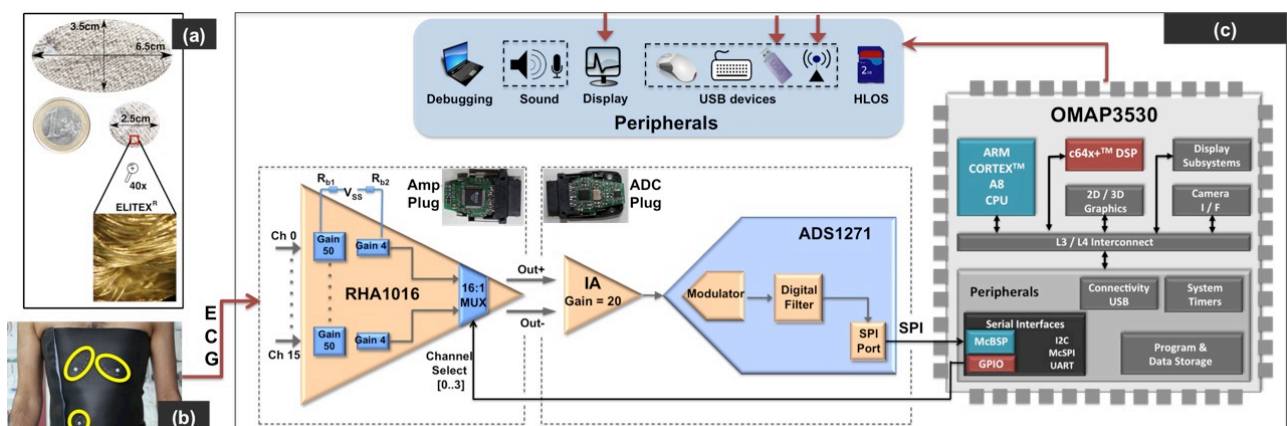 3.5cm
(a)
6.5cm
2.5cm
40x
ELITEX R
(b)
E
C
G
(c)
Debugging
Sound
Display
USB devices
HLOS
Peripherals
R b1
R b2
V SS
Amp
Plug
ADC
Plug
Ch 0
Gain
50
Gain 4
RHA1016
16:1
MUX
Gain
50
Gain 4
Ch 15
Out+
Out-
Channel
Select
[0..3]
IA
Gain = 20
ADS1271
Modulator
Digital
Filter
SPI
Port
SPI
OMAP3530
ARM
CORTEX™
A8
CPU
c64x+™ DSP
Display
Subsystems
2D / 3D
Graphics
Camera
I / F
L3 / L4 Interconnect
Peripherals
Connectivity
USB
System
Timers
Serial Interfaces
McBSP
GPIO
I2C
McSPI
UART
Program &
Data Storage